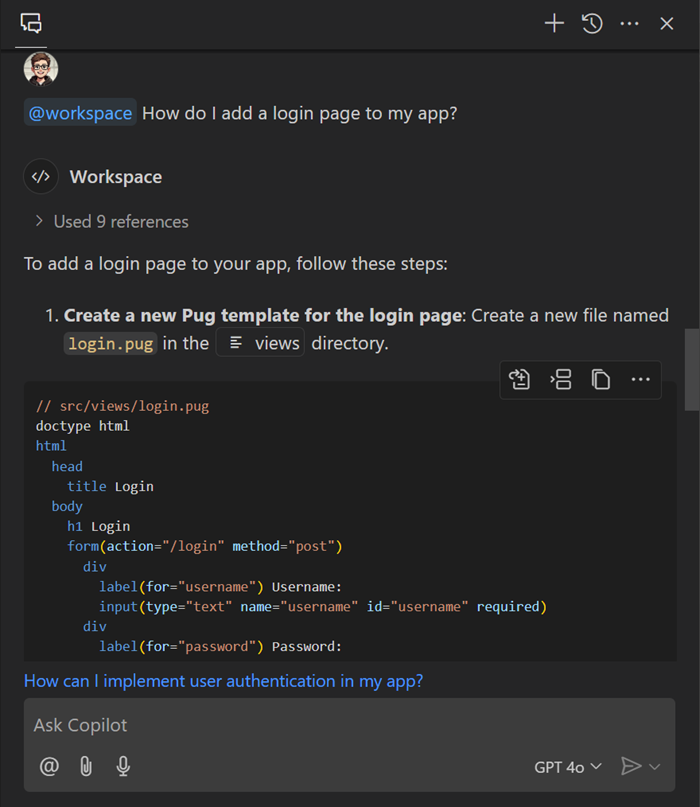 @workspace How do I add a login page to my app?
Workspace
Used 9 references
To add a login page to your app, follow these steps:
1. Create a new Pug template for the login page: Create a new file named
login.pug in the views directory.
// src/views/login.pug
doctype html
html
  head
    title Login
  body
    h1 Login
    form(action="/login" method="post")
      div
        label(for="username") Username:
        input(type="text" name="username" id="username" required)
      div
        label(for="password") Password:
How can I implement user authentication in my app?
Ask Copilot
GPT 4o